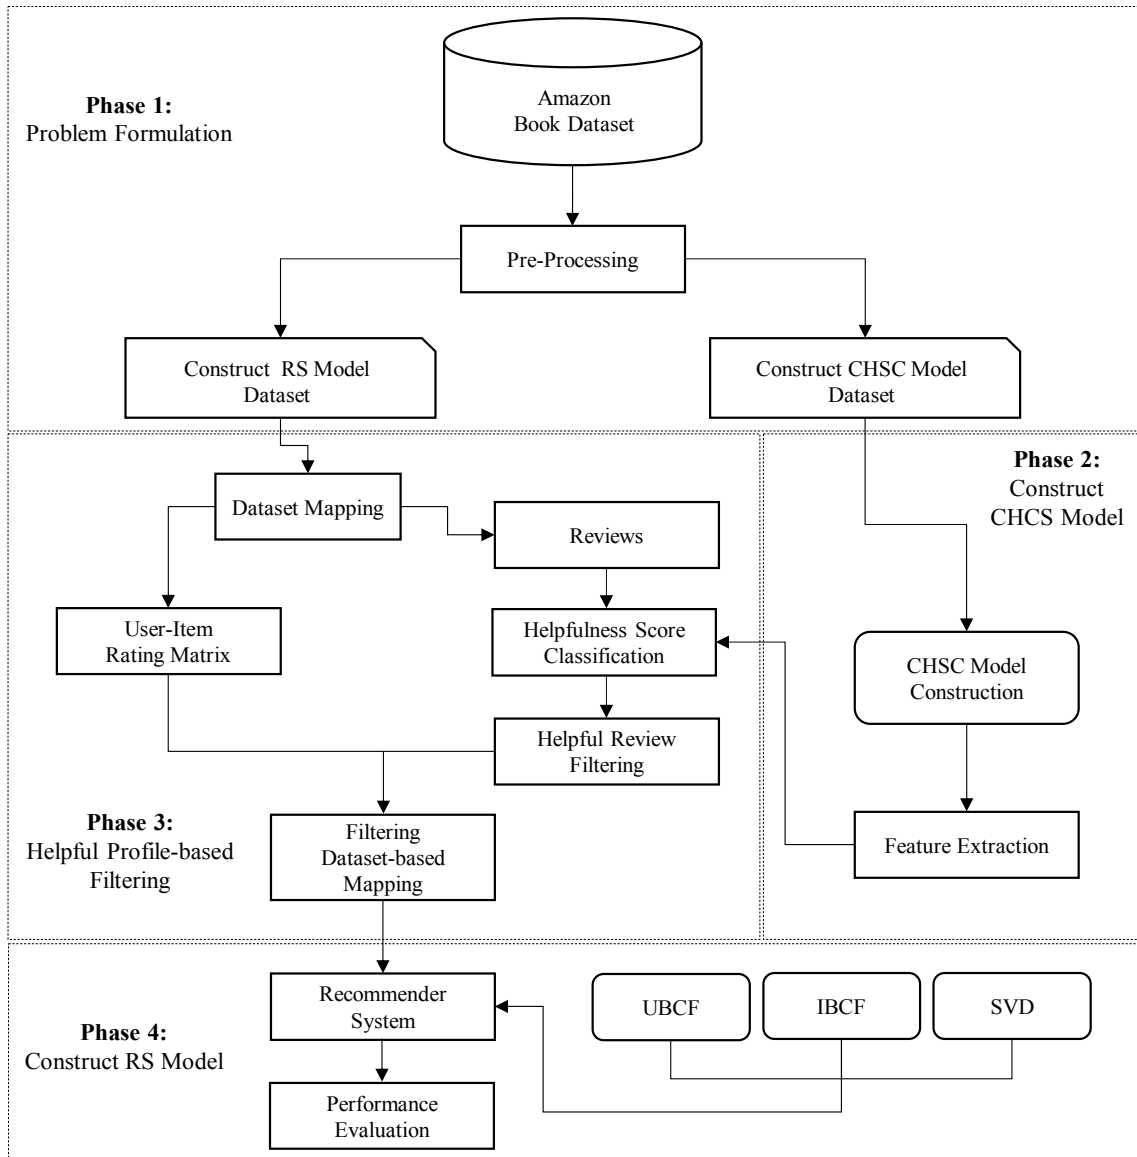 Phase 1:
Problem Formulation
Amazon
Book Dataset
Pre-Processing
Construct RS Model
Dataset
Construct CHSC Model
Dataset
Phase 2:
Construct
CHCS Model
Dataset Mapping
Reviews
User-Item
Rating Matrix
Helpfulness Score
Classification
CHSC Model
Construction
Helpful Review
Filtering
Phase 3:
Helpful Profile-based
Filtering
Filtering
Dataset-based
Mapping
Feature Extraction
Phase 4:
Construct RS Model
Recommender
System
UBCF
IBCF
SVD
Performance
Evaluation